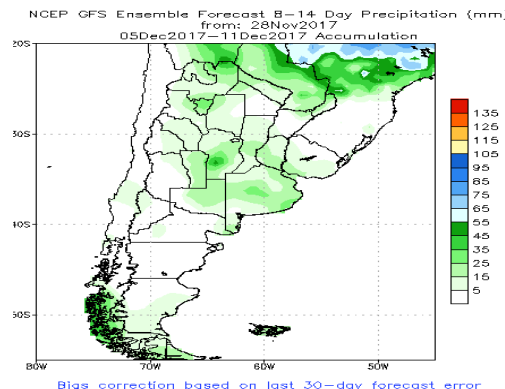 NCEP GFS Ensemble Forecast 8-14 Day Precipitation (mm)
from: 28Nov2017
05Dec2017-11Dec2017 Accumulation
20S
30S
40S
50S
80W
70W
60W
50W
135
125
115
105
95
85
75
65
55
45
35
25
15
5
Bias correction based on last 30-day forecast error